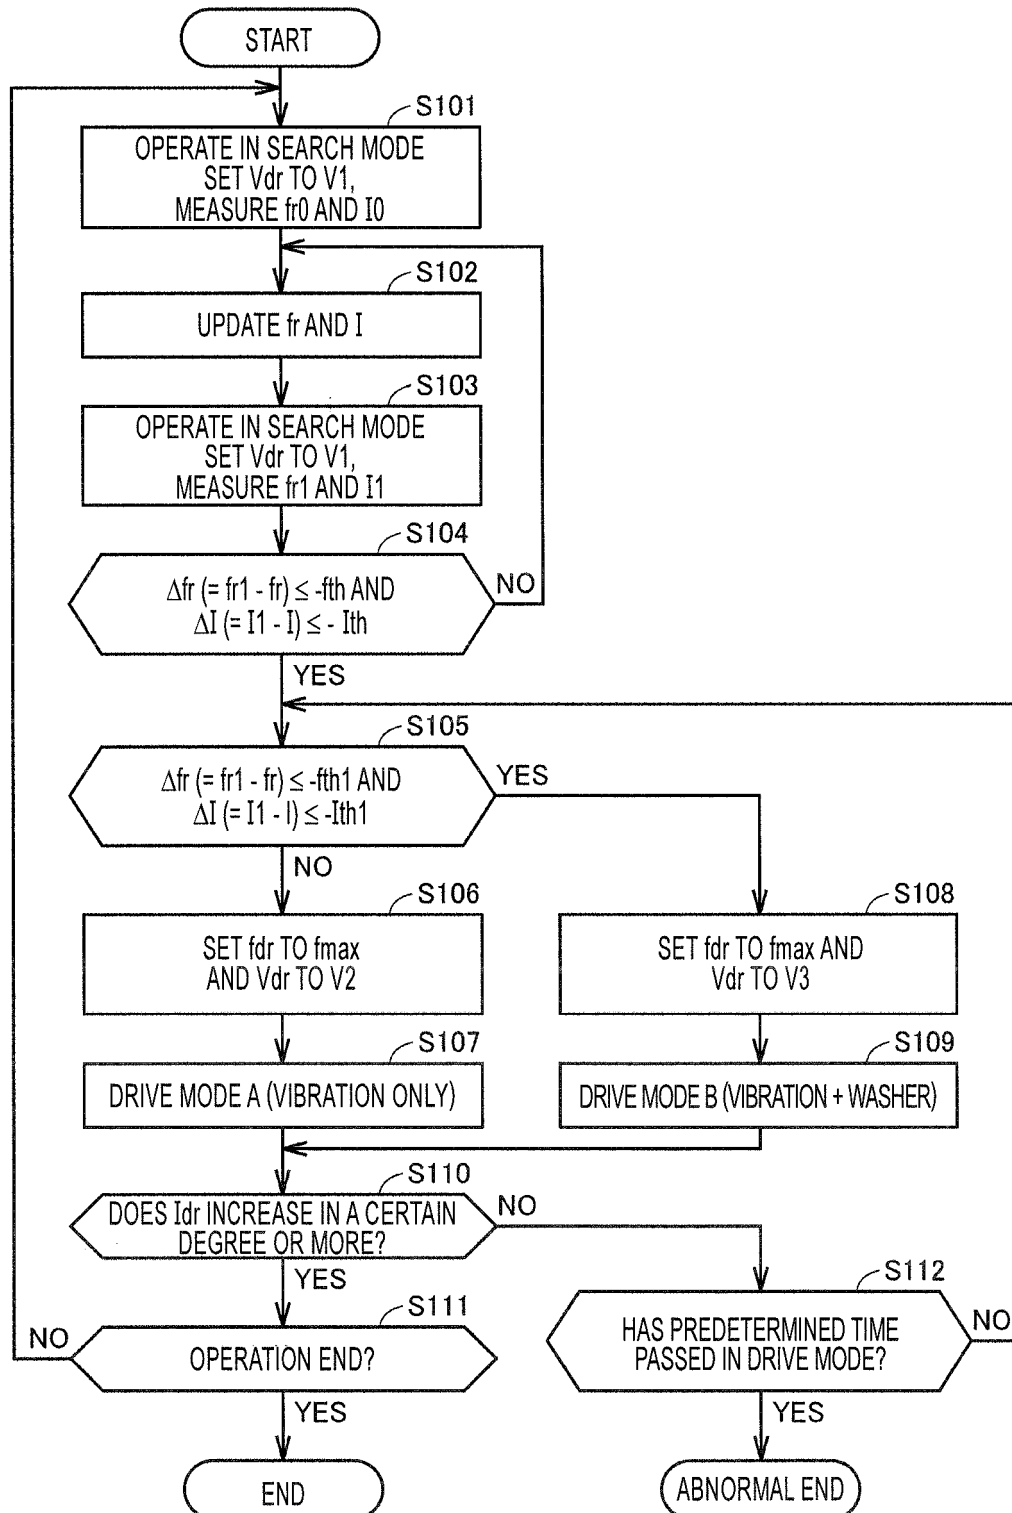 START
S101
OPERATE IN SEARCH MODE
SET Vdr TO V1,
MEASURE fr0 AND I0
S102
UPDATE fr AND I
S103
OPERATE IN SEARCH MODE
SET Vdr TO V1,
MEASURE fr1 AND I1
S104
Δfr (= fr1 - fr) ≤ -fth AND
ΔI (= I1 - I) ≤ - Ith
NO
YES
S105
Δfr (= fr1 - fr) ≤ -fth1 AND
ΔI (= I1 - I) ≤ -Ith1
YES
NO
S106
SET fdr TO fmax
AND Vdr TO V2
S108
SET fdr TO fmax AND
Vdr TO V3
S107
DRIVE MODE A (VIBRATION ONLY)
S109
DRIVE MODE B (VIBRATION + WASHER)
S110
DOES Idr INCREASE IN A CERTAIN
DEGREE OR MORE?
NO
YES
S111
OPERATION END?
NO
YES
S112
HAS PREDETERMINED TIME
PASSED IN DRIVE MODE?
NO
YES
END
ABNORMAL END